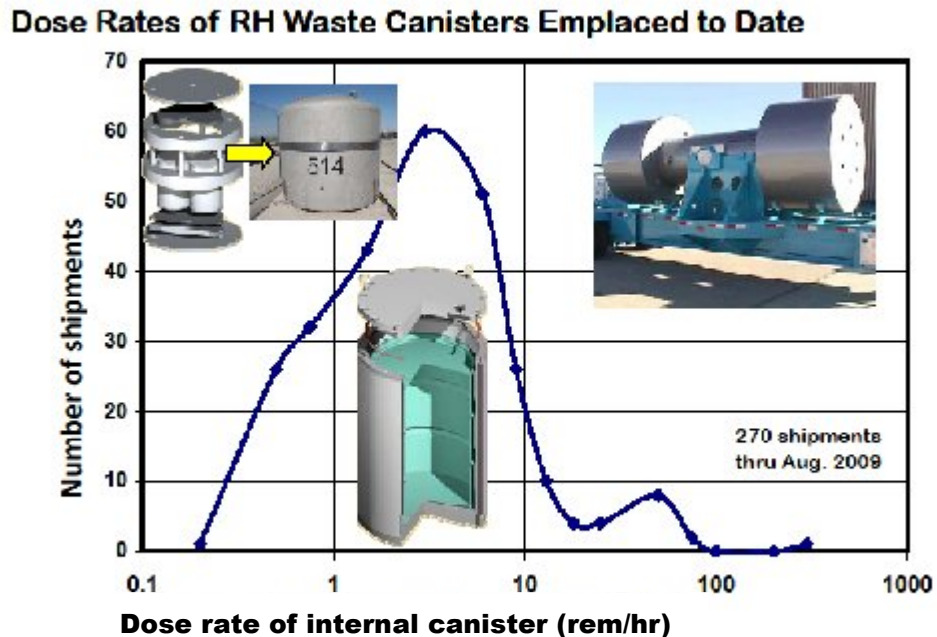 Dose Rates of RH Waste Canisters Emplaced to Date
70
60
50
40
30
20
10
0
Number of shipments
514
270 shipments
thru Aug. 2009
0.1 1 10 100 1000
Dose rate of internal canister (rem/hr)